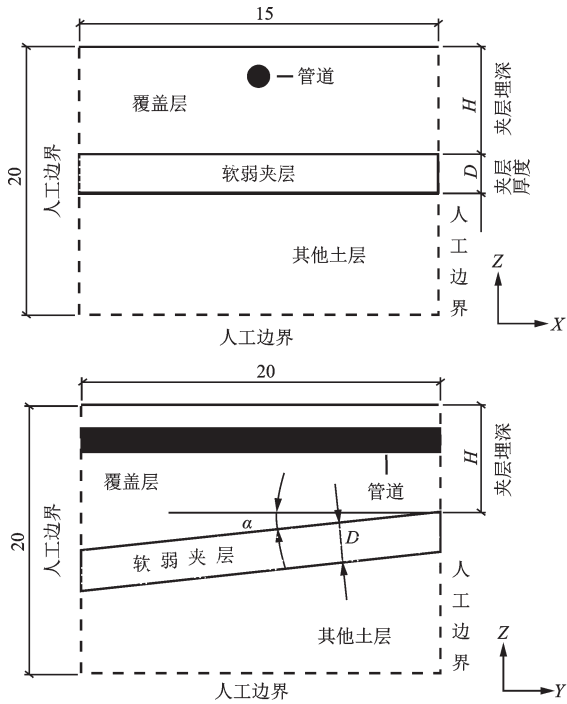 15
管道
覆盖层
H
夹层埋深
20
人工边界
软弱夹层
D
夹层
厚度
其他土层
人工边界
Z
X
人工边界
20
H
夹层埋深
覆盖层
管道
α
20
人工边界
软弱夹层
D
人工边界
其他土层
Z
Y
人工边界